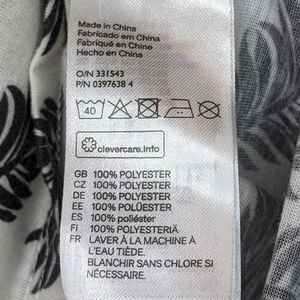 Made in China
Fabricado em China
Fabriqué en Chine
Hecho en China
O/N 331543
P/N 0397638 4
40
clevercare.info
GB 100% POLYESTER
CZ 100% POLYESTER
DE 100% POLYESTER
EE 100% POLÜESTER
ES 100% poliéster
FI 100% POLYESTERIÄ
FR LAVER À LA MACHINE À
L'EAU TIÈDE.
BLANCHIR SANS CHLORE SI
NÉCESSAIRE.